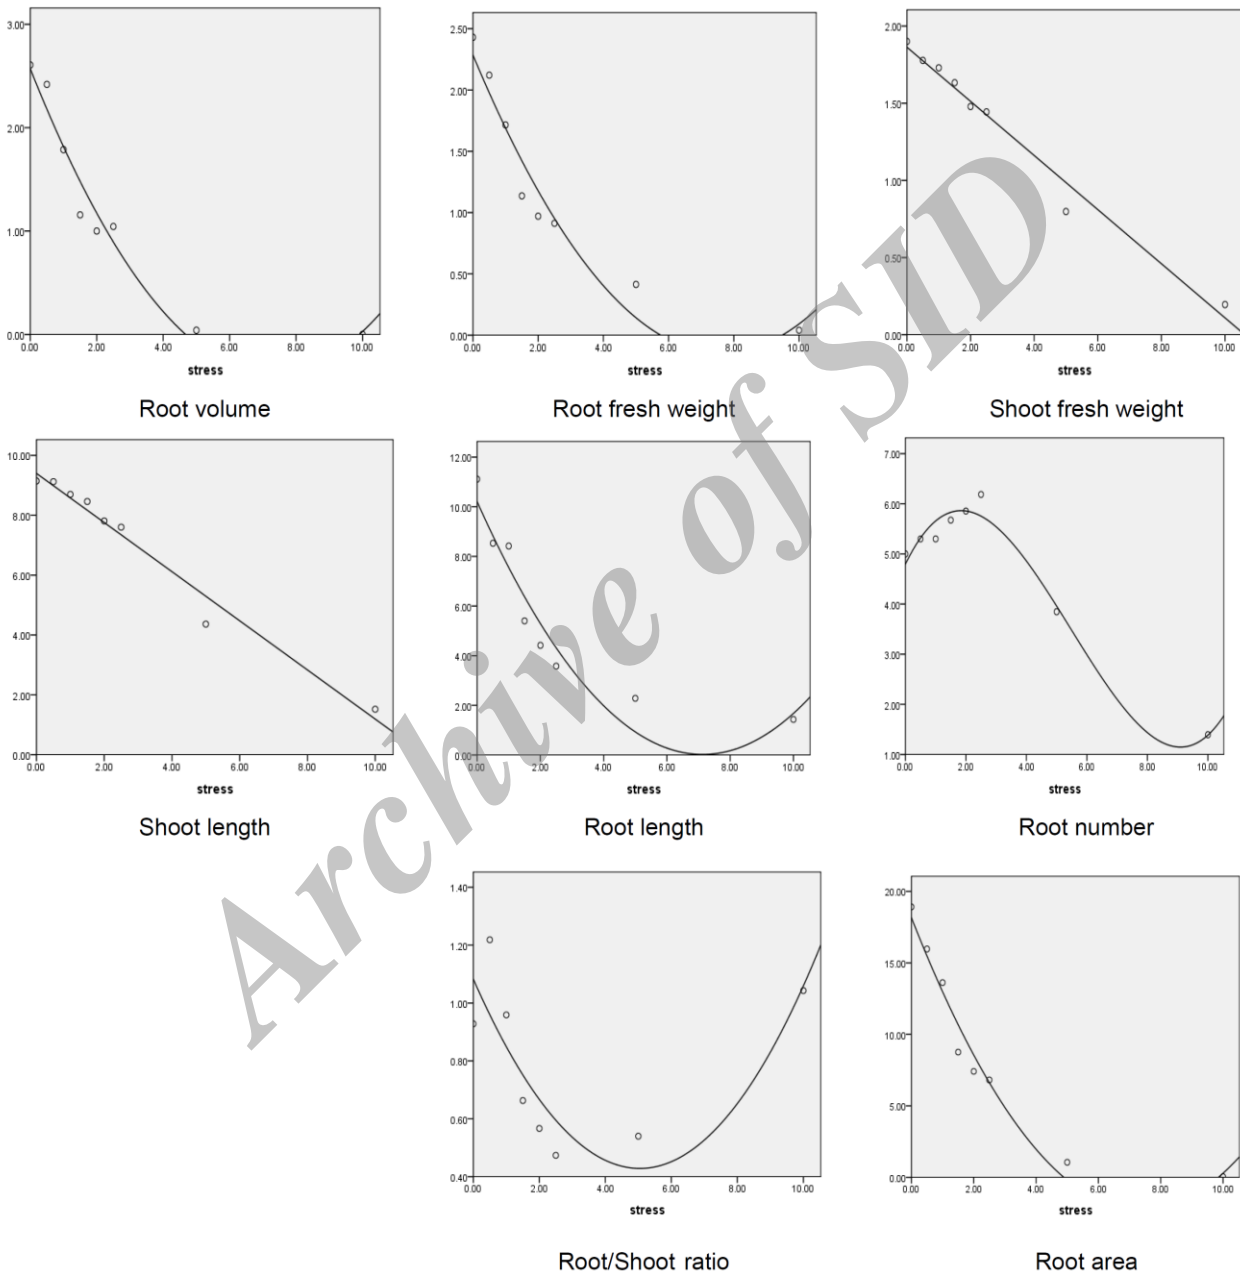 3.00
2.00
1.00
0.00
0.00 2.00 4.00 6.00 8.00 10.00
stress
Root volume
2.50
2.00
1.50
1.00
0.50
0.00
0.00 2.00 4.00 6.00 8.00 10.00
stress
Root fresh weight
2.00
1.50
1.00
0.50
0.00
0.00 2.00 4.00 6.00 8.00 10.00
stress
Shoot fresh weight
10.00
8.00
6.00
4.00
2.00
0.00
0.00 2.00 4.00 6.00 8.00 10.00
stress
Shoot length
12.00
10.00
8.00
6.00
4.00
2.00
0.00
0.00 2.00 4.00 6.00 8.00 10.00
stress
Root length
7.00
6.00
5.00
4.00
3.00
2.00
1.00
0.00 2.00 4.00 6.00 8.00 10.00
stress
Root number
1.40
1.20
1.00
0.80
0.60
0.40
0.00 2.00 4.00 6.00 8.00 10.00
stress
Root/Shoot ratio
20.00
15.00
10.00
5.00
0.00
0.00 2.00 4.00 6.00 8.00 10.00
stress
Root area
Archive of SID